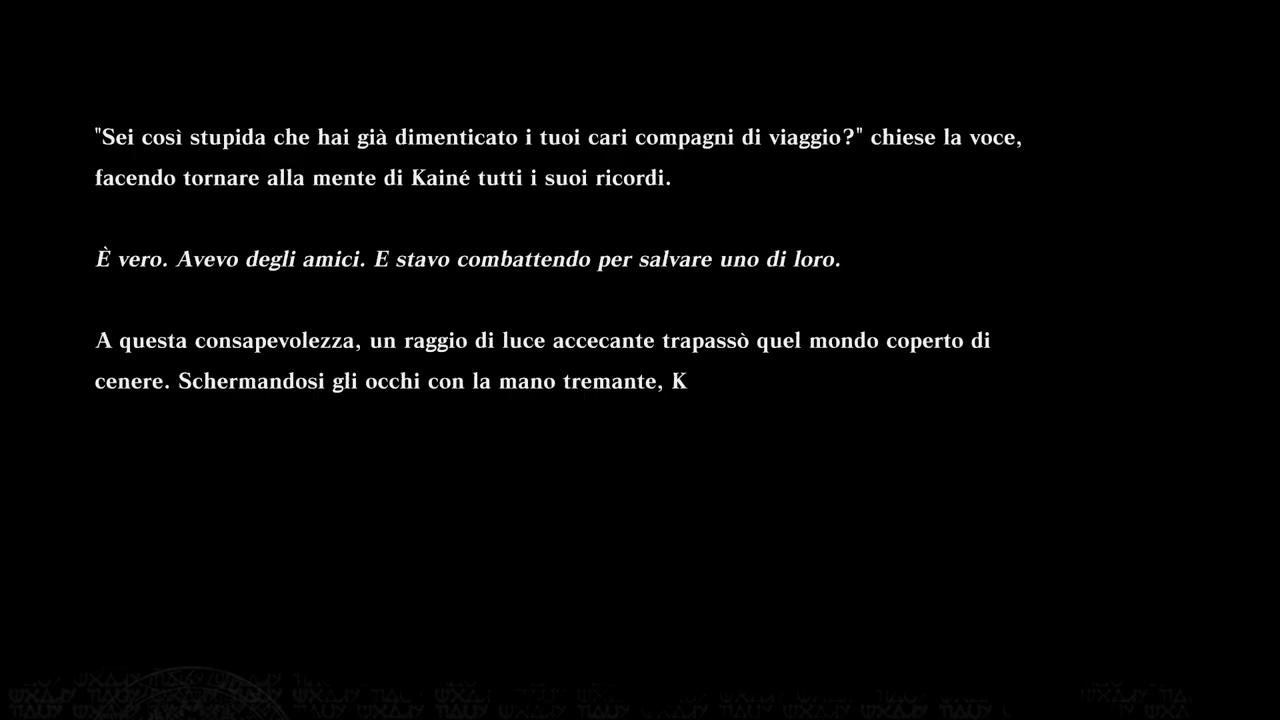 "Sei così stupida che hai già dimenticato i tuoi cari compagni di viaggio?" chiese la voce,
facendo tornare alla mente di Kainé tutti i suoi ricordi.
È vero. Avevo degli amici. E stavo combattendo per salvare uno di loro.
A questa consapevolezza, un raggio di luce accecante trapassò quel mondo coperto di
cenere. Schermandosi gli occhi con la mano tremante, K